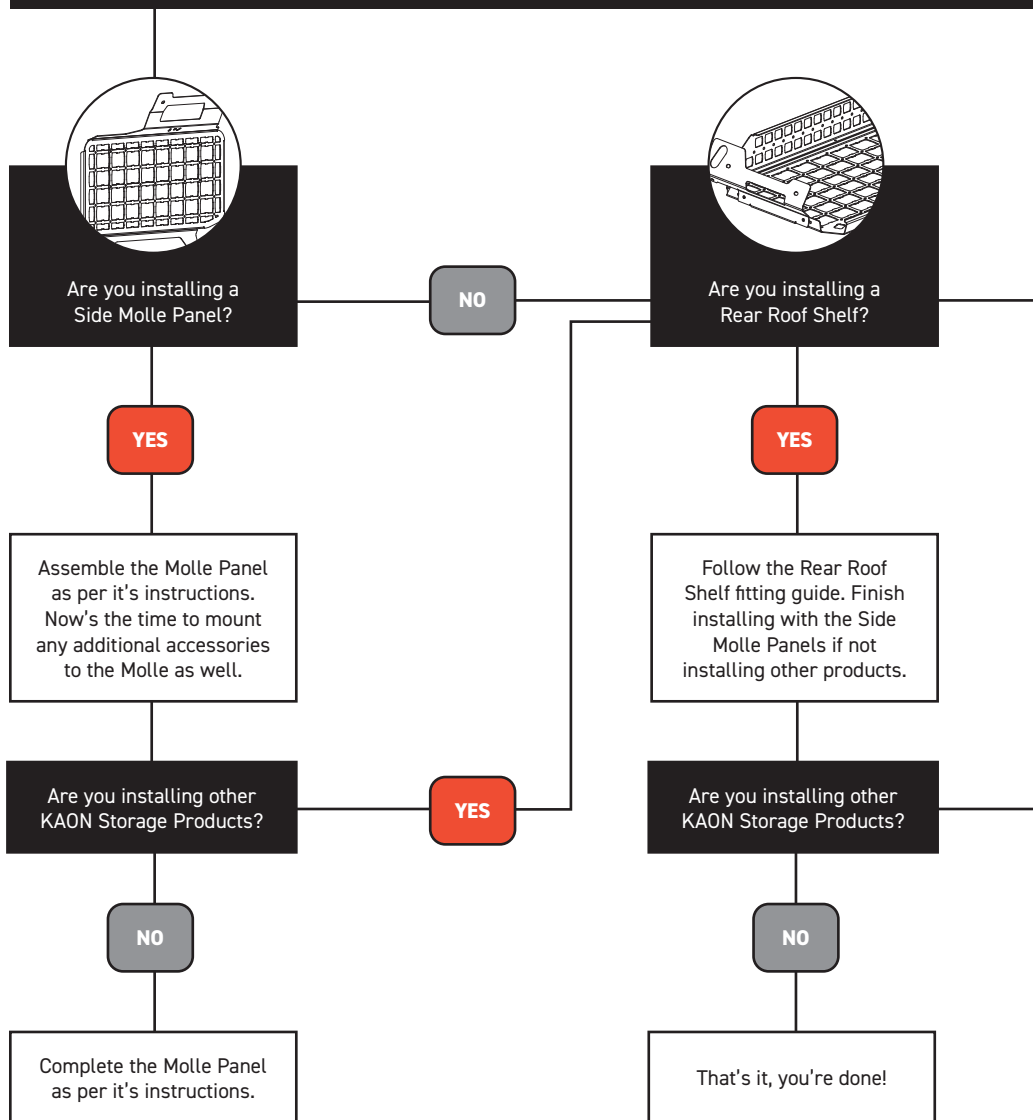 Are you installing a
Side Molle Panel?
NO
YES
Assemble the Molle Panel
as per it's instructions.
Now's the time to mount
any additional accessories
to the Molle as well.
Are you installing other
KAON Storage Products?
YES
NO
Complete the Molle Panel
as per it's instructions.
Are you installing a
Rear Roof Shelf?
YES
Follow the Rear Roof
Shelf fitting guide. Finish
installing with the Side
Molle Panels if not
installing other products.
Are you installing other
KAON Storage Products?
NO
That's it, you're done!